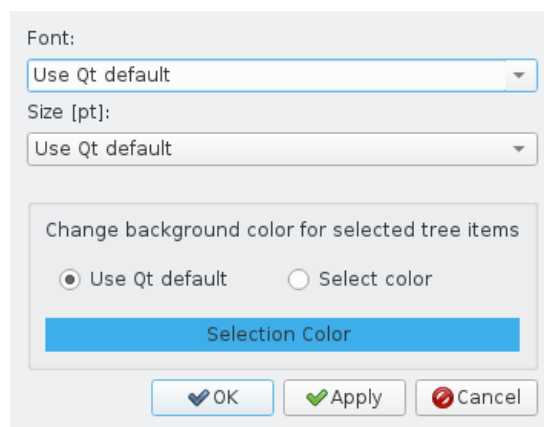 Font:
Use Qt default
Size [pt]:
Use Qt default
Change background color for selected tree items
Use Qt default Select color
Selection Color
OK Apply Cancel